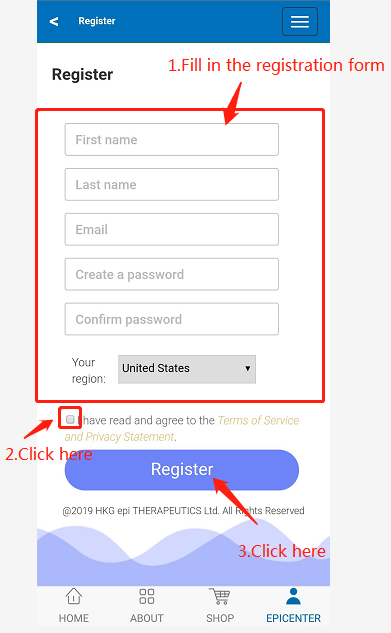 < Register
Register
1.Fill in the registration form
First name
Last name
Email
Create a password
Confirm password
Your
region:
United States
I have read and agree to the Terms of Service
and Privacy Statement.
2.Click here
Register
@2019 HKG epi THERAPEUTICS Ltd. All Rights Reserved
3.Click here
HOME ABOUT SHOP EPICENTER